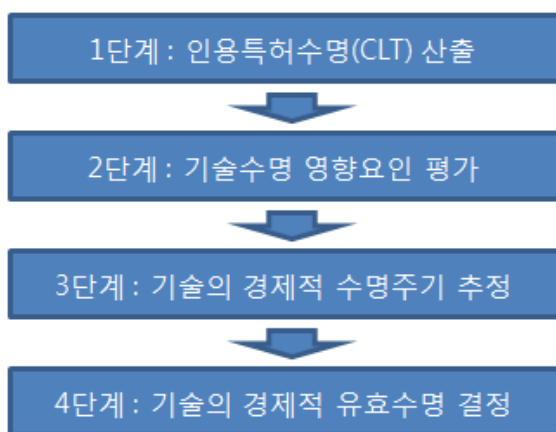 1단계 : 인용특허수명(CLT) 산출
2단계 : 기술수명 영향요인 평가
3단계 : 기술의 경제적 수명주기 추정
4단계 : 기술의 경제적 유효수명 결정